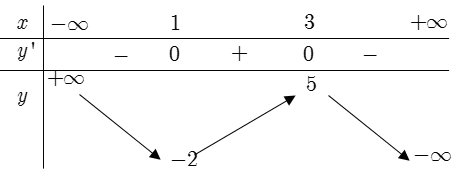 x −∞ 1 3 +∞
y' − 0 + 0 −
y +∞ −2 5 −∞